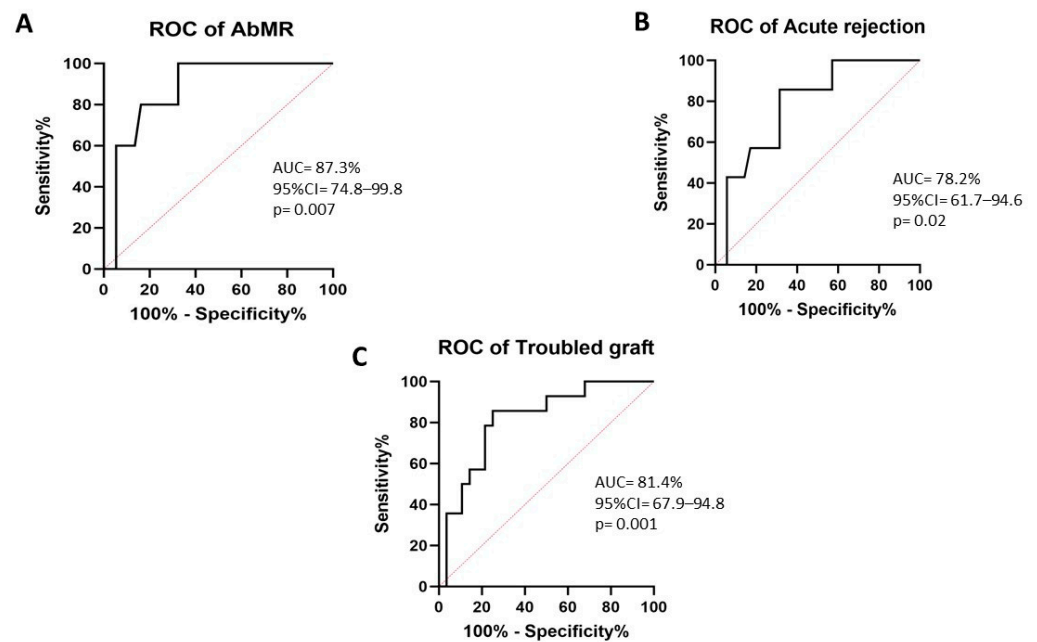 A
ROC of AbMR
100
80
60
40
20
0
Sensitivity%
0 20 40 60 80 100
100% - Specificity%
AUC= 87.3%
95%CI= 74.8–99.8
p= 0.007
B
ROC of Acute rejection
100
80
60
40
20
0
Sensitivity%
0 20 40 60 80 100
100% - Specificity%
AUC= 78.2%
95%CI= 61.7–94.6
p= 0.02
C
ROC of Troubled graft
100
80
60
40
20
0
Sensitivity%
0 20 40 60 80 100
100% - Specificity%
AUC= 81.4%
95%CI= 67.9–94.8
p= 0.001